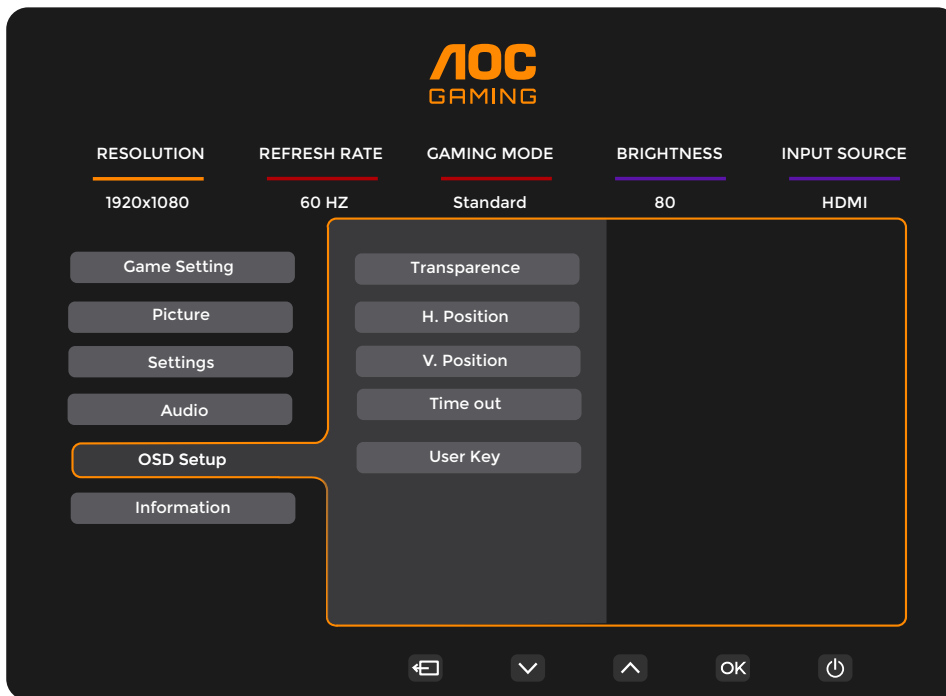 AOC
GAMING
RESOLUTION REFRESH RATE GAMING MODE BRIGHTNESS INPUT SOURCE
1920x1080 60 HZ Standard 80 HDMI
Game Setting Transparence
Picture H. Position
Settings V. Position
Audio Time out
OSD Setup User Key
Information
OK